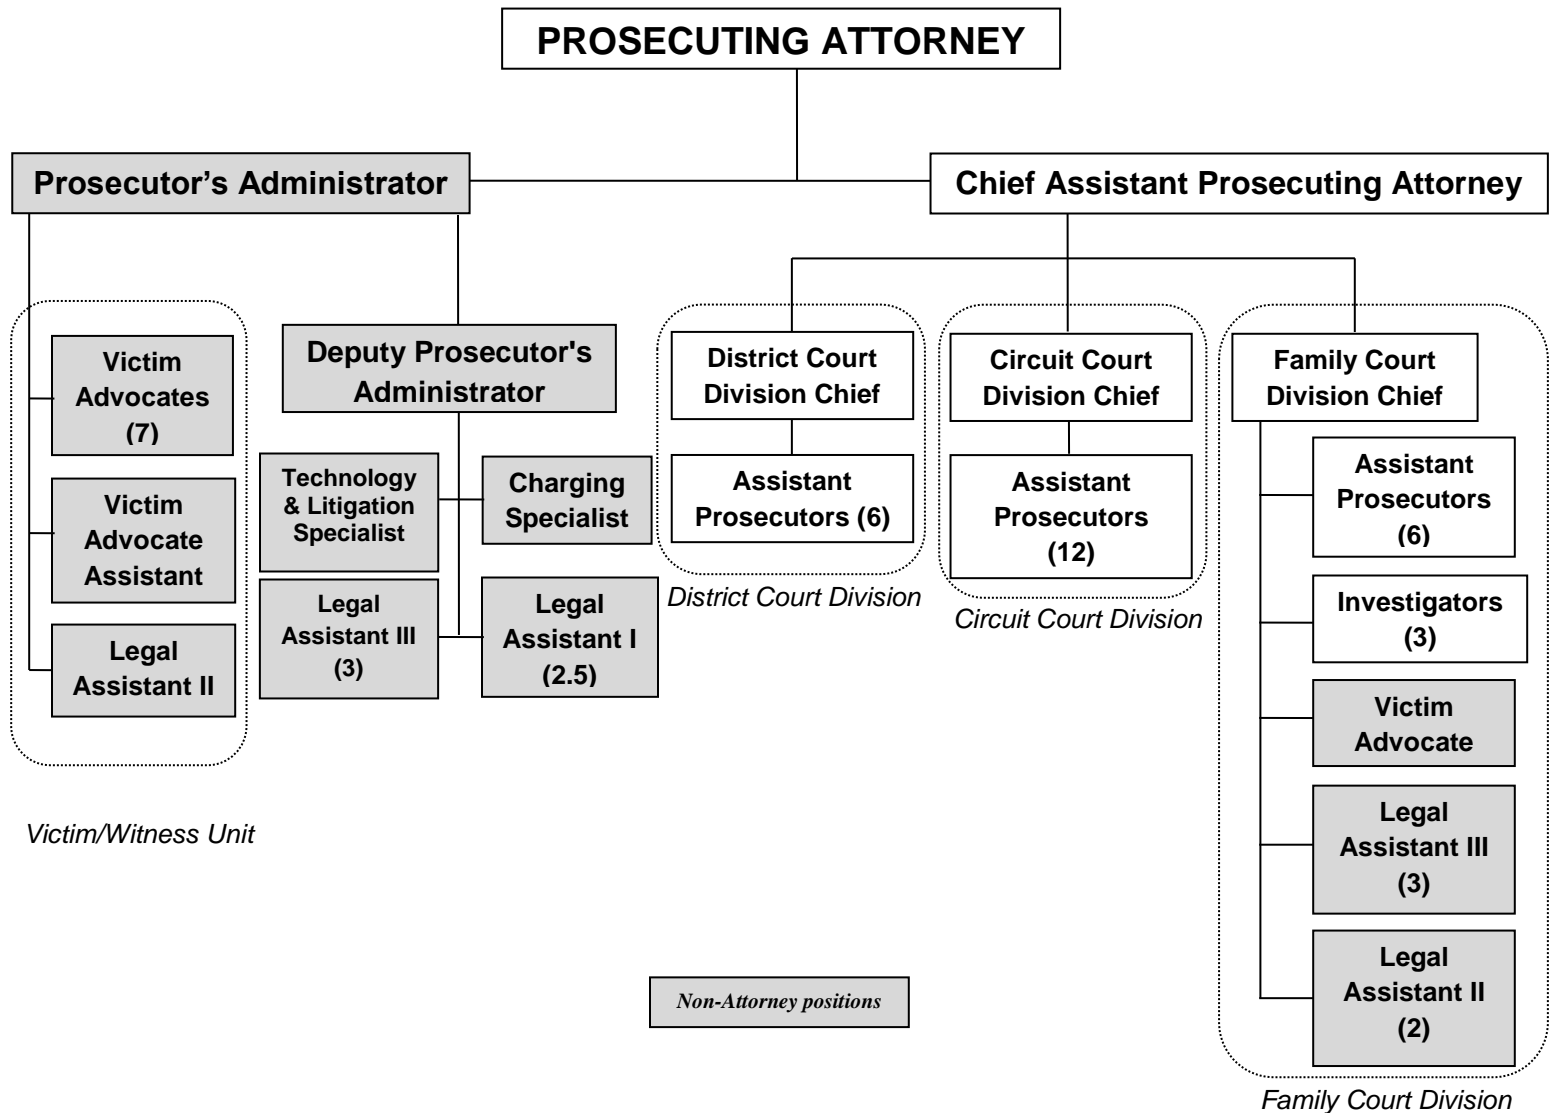 PROSECUTING ATTORNEY
Prosecutor’s Administrator
Chief Assistant Prosecuting Attorney
Victim
Advocates
(7)
Victim
Advocate
Assistant
Legal
Assistant II
Victim/Witness Unit
Deputy Prosecutor's
Administrator
Technology
& Litigation
Specialist
Charging
Specialist
Legal
Assistant III
(3)
Legal
Assistant I
(2.5)
District Court
Division Chief
Assistant
Prosecutors (6)
District Court Division
Circuit Court
Division Chief
Assistant
Prosecutors
(12)
Circuit Court Division
Family Court
Division Chief
Assistant
Prosecutors
(6)
Investigators
(3)
Victim
Advocate
Legal
Assistant III
(3)
Legal
Assistant II
(2)
Family Court Division
Non-Attorney positions